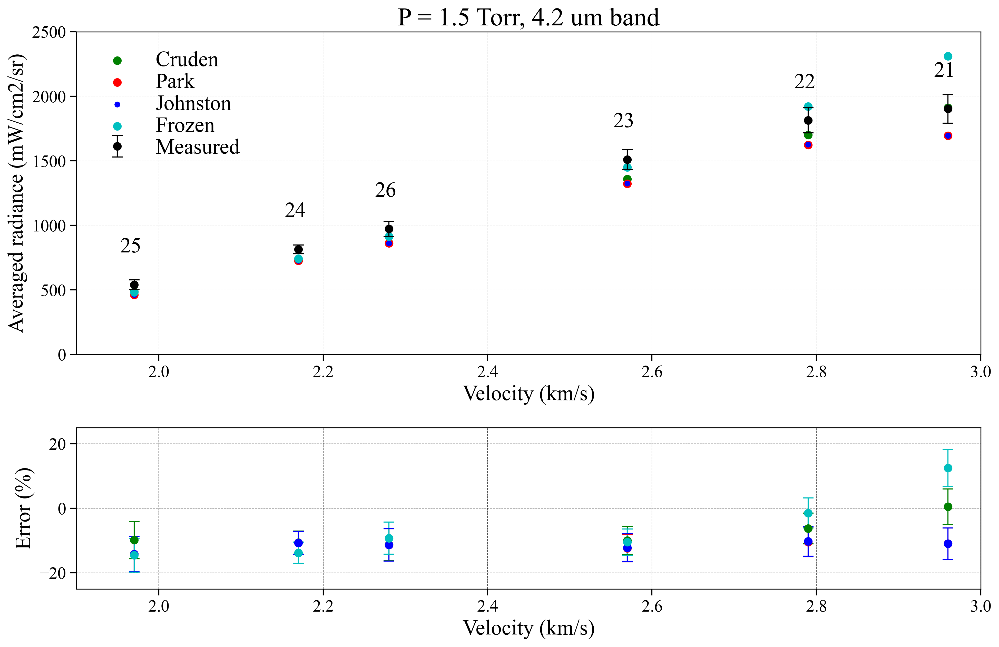 P = 1.5 Torr, 4.2 um band
Averaged radiance (mW/cm2/sr)
2500
2000
1500
1000
500
0
Cruden
Park
Johnston
Frozen
Measured
25
24
26
23
22
21
2.0 2.2 2.4 2.6 2.8 3.0
Velocity (km/s)
Error (%)
20
0
−20
2.0 2.2 2.4 2.6 2.8 3.0
Velocity (km/s)